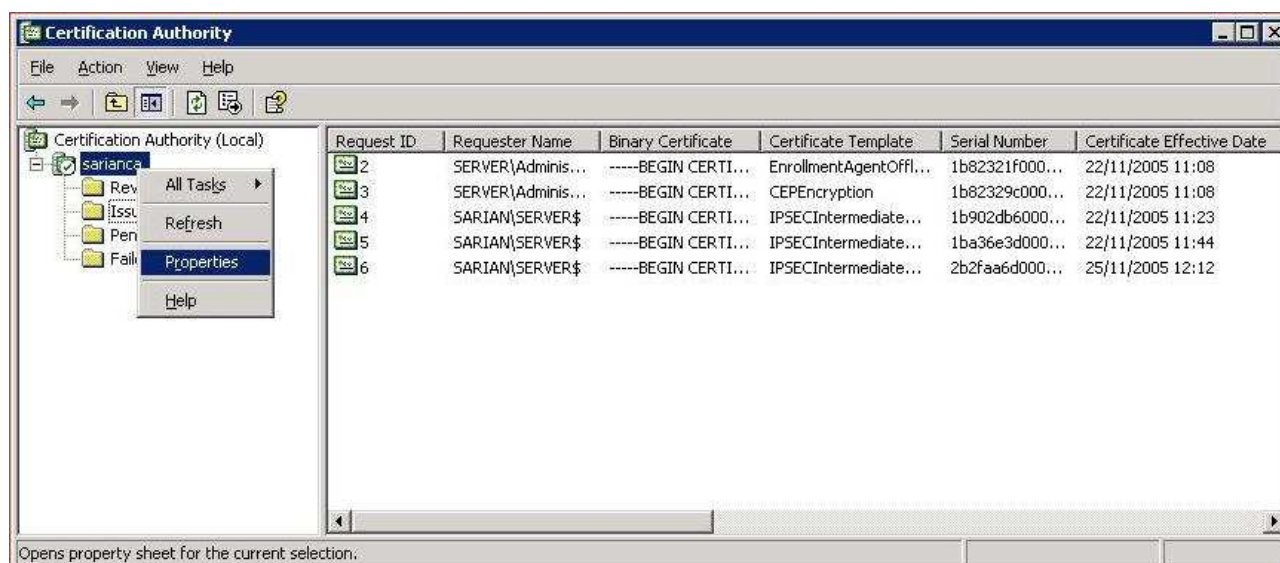 Certification Authority
File Action View Help
Certification Authority (Local)
sarianca
Rev
Issu
Pen
Fail
All Tasks
Refresh
Properties
Help
Request ID Requester Name Binary Certificate Certificate Template Serial Number Certificate Effective Date
2 SERVER\Adminis... -----BEGIN CERTI... EnrollmentAgentOffl... 1b82321f000... 22/11/2005 11:08
3 SERVER\Adminis... -----BEGIN CERTI... CEPEncryption 1b82329c000... 22/11/2005 11:08
4 SARIAN\SERVER$ -----BEGIN CERTI... IPSECIntermediate... 1b902db6000... 22/11/2005 11:23
5 SARIAN\SERVER$ -----BEGIN CERTI... IPSECIntermediate... 1ba36e3d000... 22/11/2005 11:44
6 SARIAN\SERVER$ -----BEGIN CERTI... IPSECIntermediate... 2b2faa6d000... 25/11/2005 12:12
Opens property sheet for the current selection.